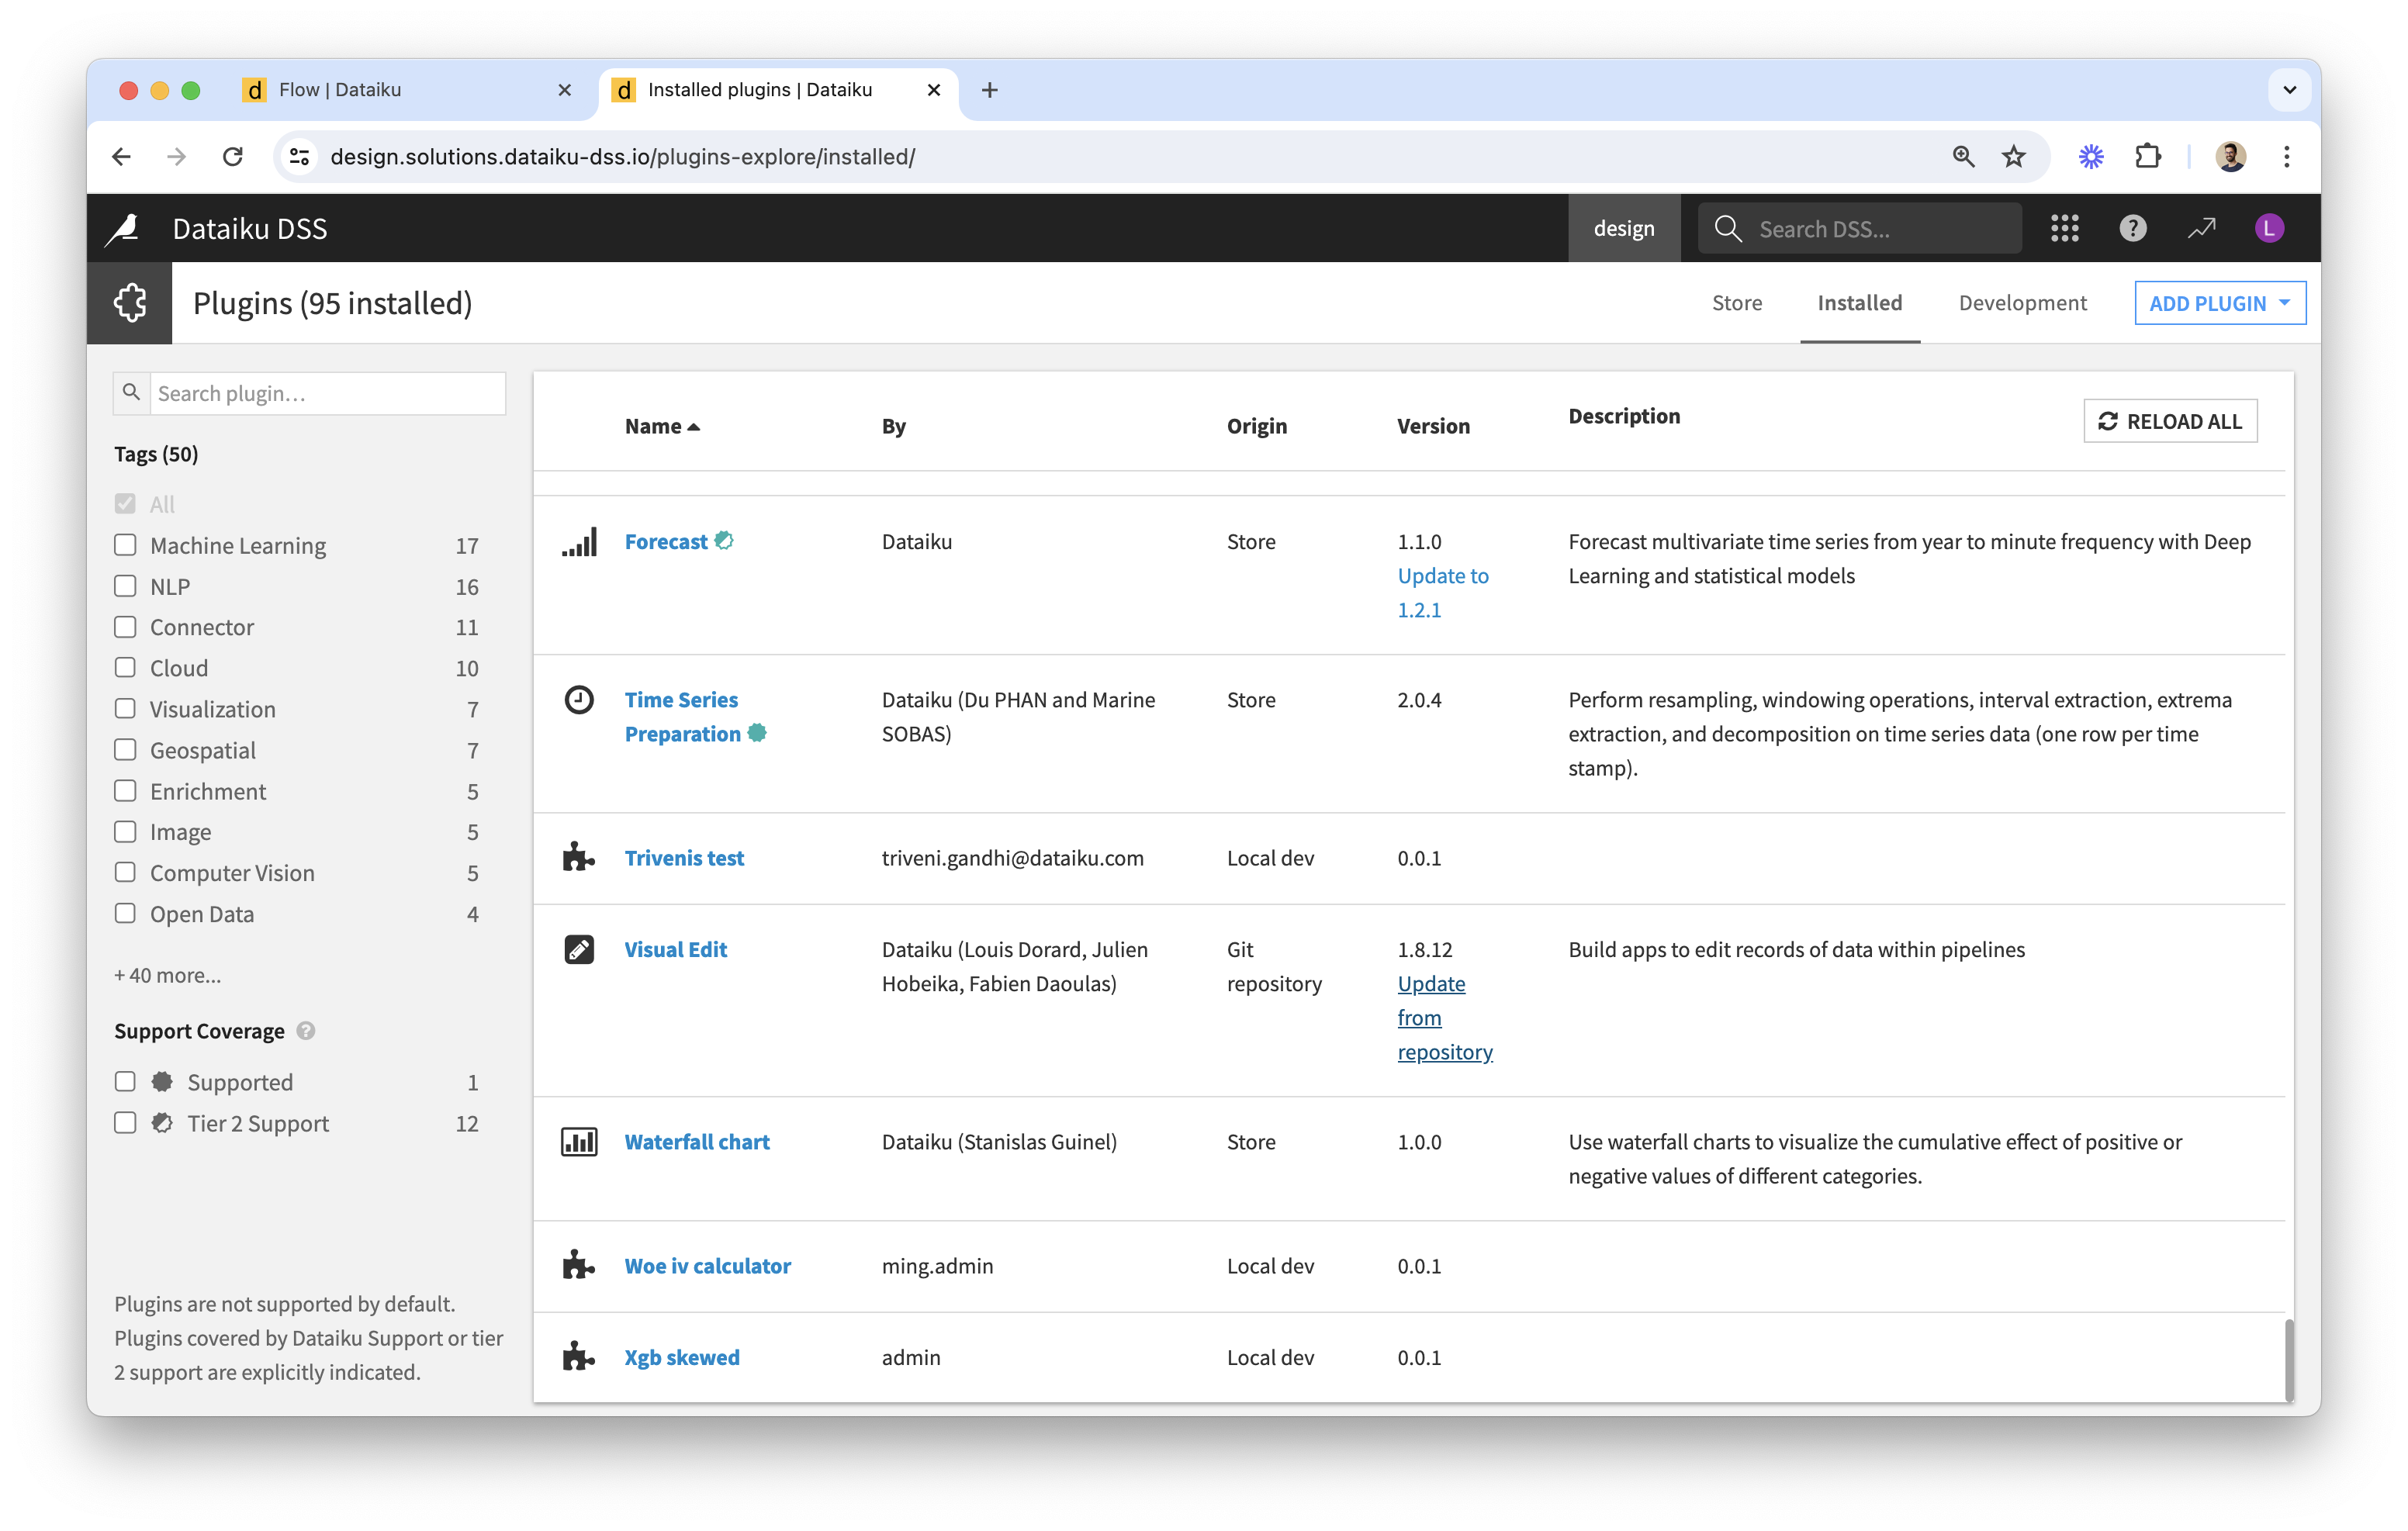 d Flow | Dataiku
d Installed plugins | Dataiku
design.solutions.dataiku-dss.io/plugins-explore/installed/
Dataiku DSS
design
Search DSS...
?
L
Plugins (95 installed)
Store
Installed
Development
ADD PLUGIN
Search plugin...
Tags (50)
All
Machine Learning 17
NLP 16
Connector 11
Cloud 10
Visualization 7
Geospatial 7
Enrichment 5
Image 5
Computer Vision 5
Open Data 4
+ 40 more...
Support Coverage ?
Supported 1
Tier 2 Support 12
Plugins are not supported by default.
Plugins covered by Dataiku Support or tier
2 support are explicitly indicated.
Name By Origin Version Description
RELOAD ALL
Forecast Dataiku Store 1.1.0 Forecast multivariate time series from year to minute frequency with Deep
Update to Learning and statistical models
1.2.1
Time Series Dataiku (Du PHAN and Marine Store 2.0.4 Perform resampling, windowing operations, interval extraction, extrema
Preparation SOBAS) extraction, and decomposition on time series data (one row per time
stamp).
Trivenis test triveni.gandhi@dataiku.com Local dev 0.0.1
Visual Edit Dataiku (Louis Dorard, Julien Git 1.8.12 Build apps to edit records of data within pipelines
Hobeika, Fabien Daoulas) repository Update
from
repository
Waterfall chart Dataiku (Stanislas Guinel) Store 1.0.0 Use waterfall charts to visualize the cumulative effect of positive or
negative values of different categories.
Woe iv calculator ming.admin Local dev 0.0.1
Xgb skewed admin Local dev 0.0.1